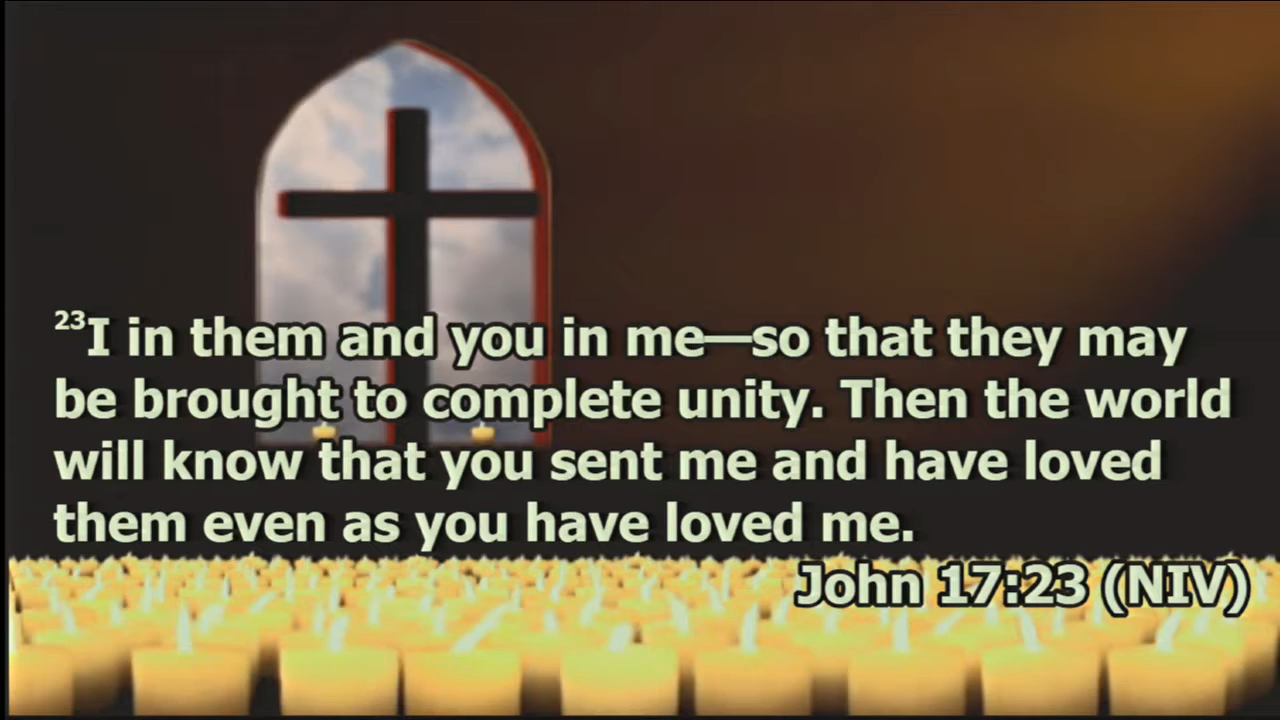 ²³I in them and you in me—so that they may
be brought to complete unity. Then the world
will know that you sent me and have loved
them even as you have loved me.
John 17:23 (NIV)